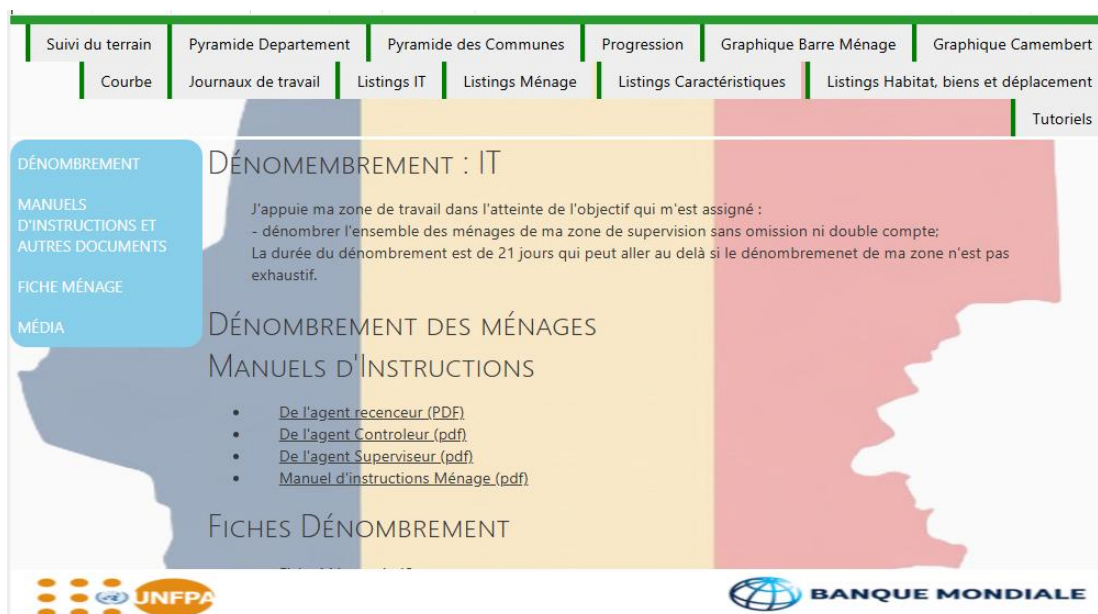 Suivi du terrain Pyramide Departement Pyramide des Communes Progression Graphique Barre Ménage Graphique Camembert
Courbe Journaux de travail Listings IT Listings Ménage Listings Caractéristiques Listings Habitat, biens et déplacement
Tutoriels
DÉNOMBREMENT
MANUELS
D'INSTRUCTIONS ET
AUTRES DOCUMENTS
FICHE MÉNAGE
MÉDIA
Dénomembrement : IT
J'appuie ma zone de travail dans l'atteinte de l'objectif qui m'est assigné :
- dénombrer l'ensemble des ménages de ma zone de supervision sans omission ni double compte;
La durée du dénombrement est de 21 jours qui peut aller au delà si le dénombremenet de ma zone n'est pas
exhaustif.
Dénombrement des ménages
Manuels d'Instructions
• De l'agent recenceur (PDF)
• De l'agent Controleur (pdf)
• De l'agent Superviseur (pdf)
• Manuel d'instructions Ménage (pdf)
Fiches Dénombrement
UNFPA
BANQUE MONDIALE